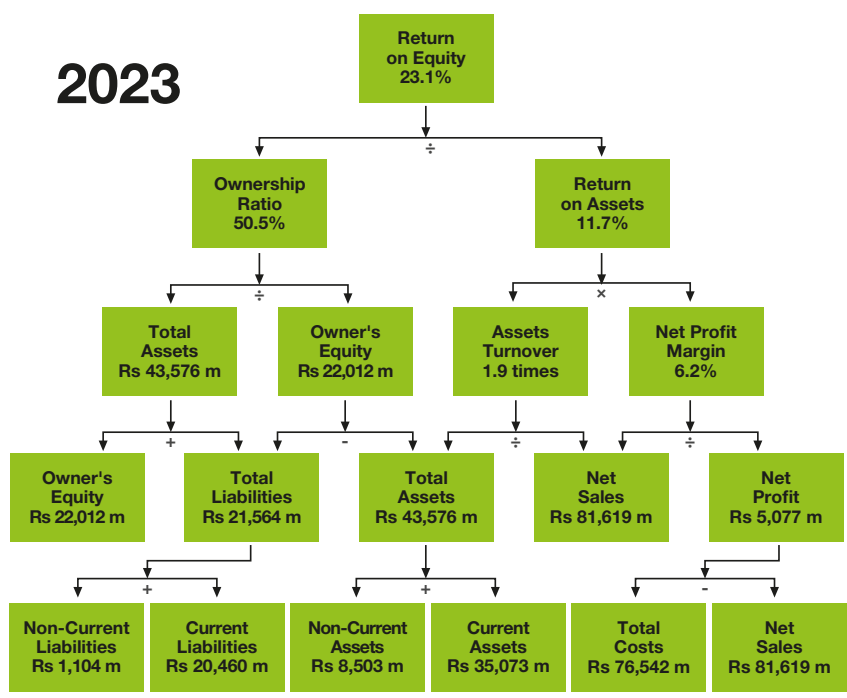 2023
Return
on Equity
23.1%
÷
Ownership
Ratio
50.5%
Return
on Assets
11.7%
÷
×
Total
Assets
Rs 43,576 m
Owner's
Equity
Rs 22,012 m
Assets
Turnover
1.9 times
Net Profit
Margin
6.2%
+
-
÷
÷
Owner's
Equity
Rs 22,012 m
Total
Liabilities
Rs 21,564 m
Total
Assets
Rs 43,576 m
Net
Sales
Rs 81,619 m
Net
Profit
Rs 5,077 m
+
+
-
Non-Current
Liabilities
Rs 1,104 m
Current
Liabilities
Rs 20,460 m
Non-Current
Assets
Rs 8,503 m
Current
Assets
Rs 35,073 m
Total
Costs
Rs 76,542 m
Net
Sales
Rs 81,619 m